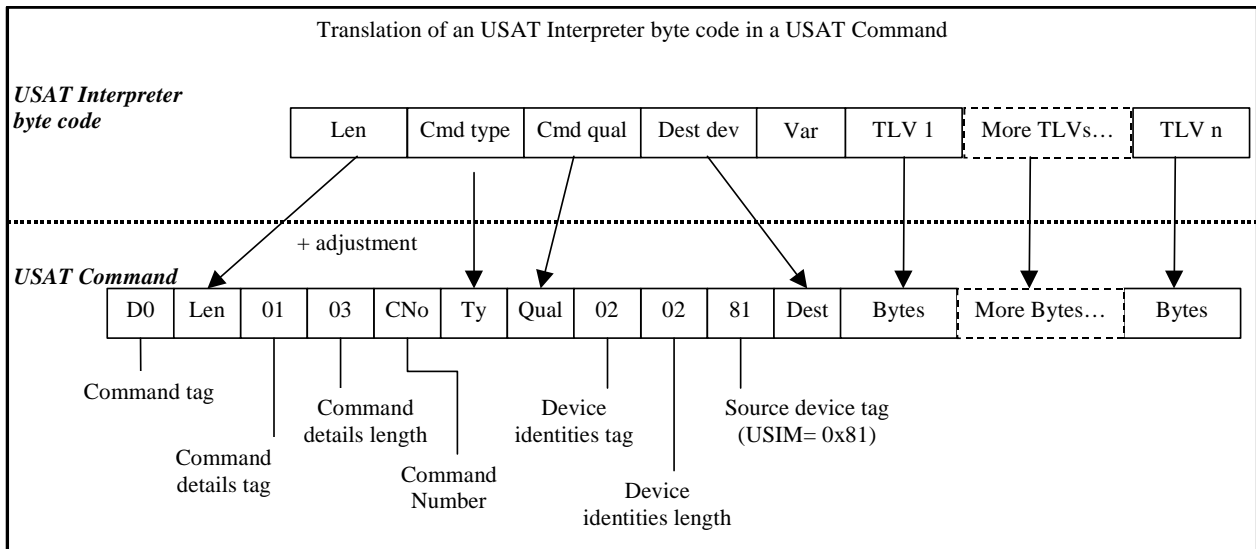 Translation of an USAT Interpreter byte code in a USAT Command
USAT Interpreter
byte code
Len Cmd type Cmd qual Dest dev Var TLV 1 More TLVs… TLV n
+ adjustment
USAT Command
D0 Len 01 03 CNo Ty Qual 02 02 81 Dest Bytes More Bytes… Bytes
Command tag
Command
details tag
Command
details length
Command
Number
Device
identities tag
Device
identities length
Source device tag
(USIM= 0x81)